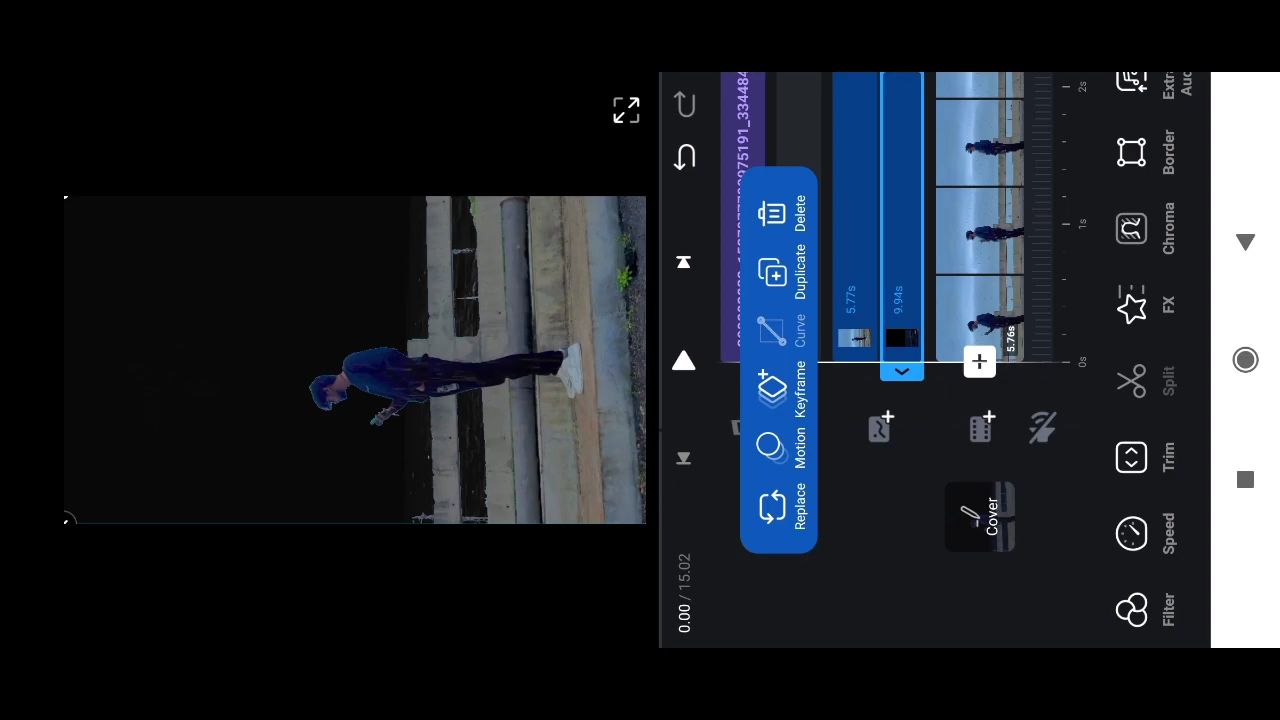 0.00 / 15.02
Replace Motion Keyframe Curve Duplicate Delete
5.77s
9.94s
Cover
5.76s
0s 1s 2s
Filter Speed Trim Split FX Chroma Border